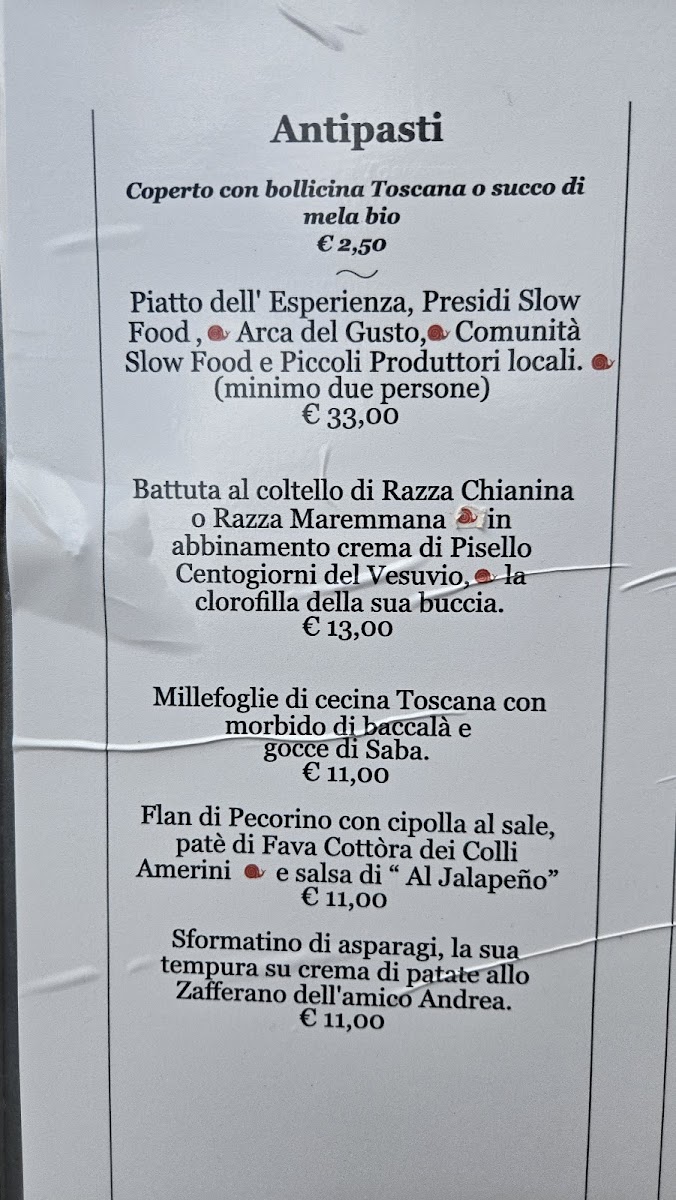 Antipasti
Coperto con bollicina Toscana o succo di
mela bio
€ 2,50
Piatto dell' Esperienza, Presidi Slow
Food , Arca del Gusto, Comunità
Slow Food e Piccoli Produttori locali.
(minimo due persone)
€ 33,00
Battuta al coltello di Razza Chianina
o Razza Maremmana in
abbinamento crema di Pisello
Centogiorni del Vesuvio, la
clorofilla della sua buccia.
€ 13,00
Millefoglie di cecina Toscana con
morbido di baccalà e
gocce di Saba.
€ 11,00
Flan di Pecorino con cipolla al sale,
patè di Fava Cottòra dei Colli
Amerini e salsa di “ Al Jalapeño”
€ 11,00
Sformatino di asparagi, la sua
tempura su crema di patate allo
Zafferano dell'amico Andrea.
€ 11,00